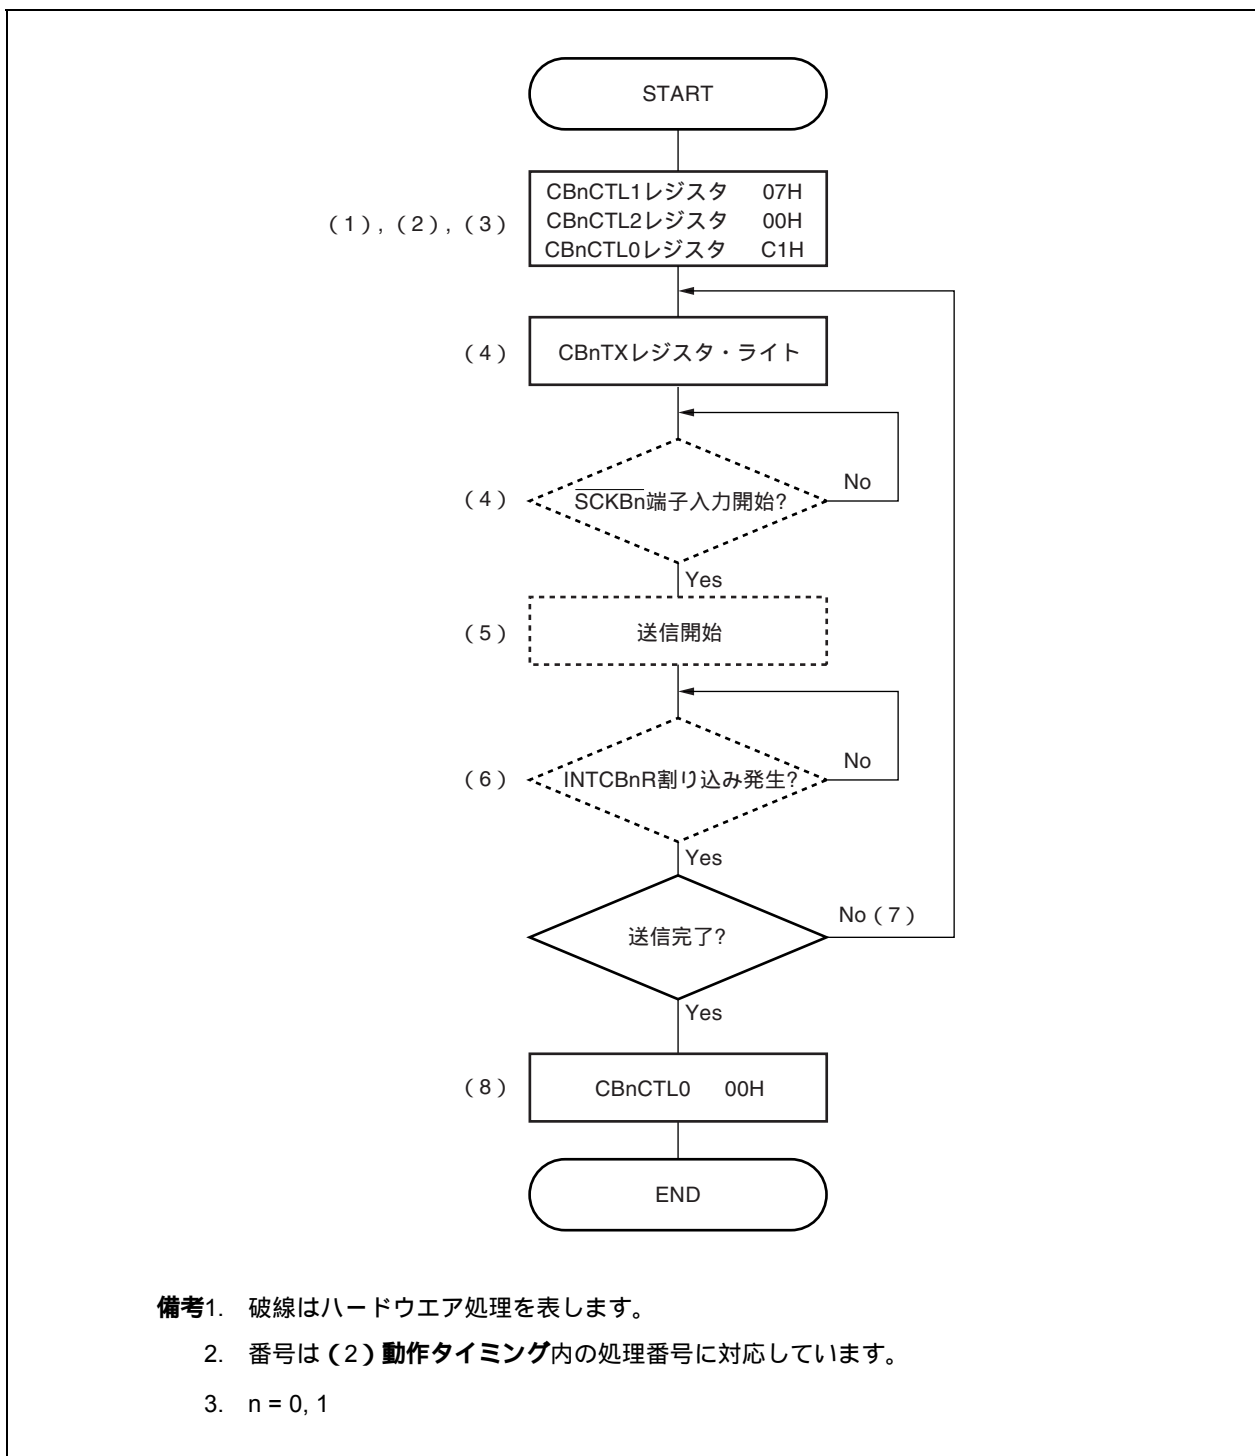 START
(1),(2),(3)
CBnCTL1レジスタ 07H
CBnCTL2レジスタ 00H
CBnCTL0レジスタ C1H
(4)
CBnTXレジスタ・ライト
(4)
SCKBn端子入力開始?
No
Yes
(5)
送信開始
(6)
INTCBnR割り込み発生?
No
Yes
送信完了?
No(7)
Yes
(8)
CBnCTL0 00H
END
備考1. 破線はハードウエア処理を表します。
2. 番号は(2)動作タイミング内の処理番号に対応しています。
3. n = 0, 1